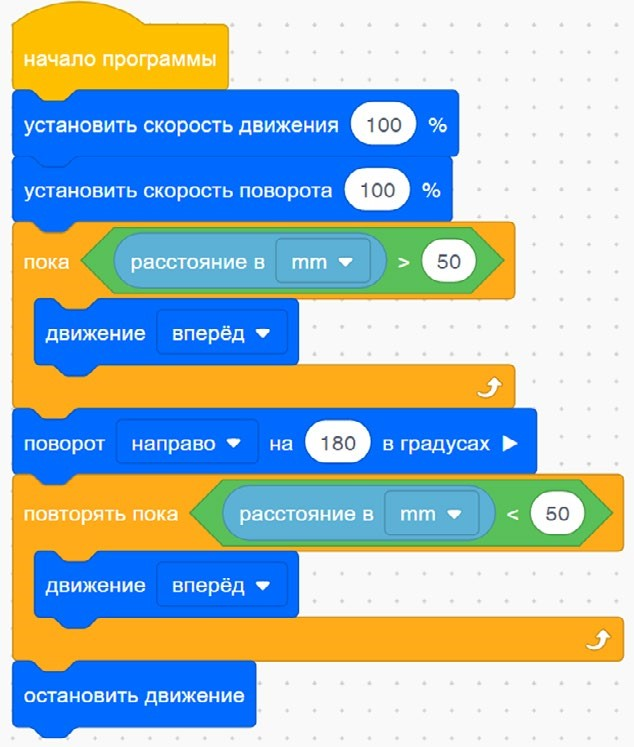 начало программы
установить скорость движения 100 %
установить скорость поворота 100 %
пока расстояние в mm > 50
движение вперёд
поворот направо на 180 в градусах
повторять пока расстояние в mm < 50
движение вперёд
остановить движение